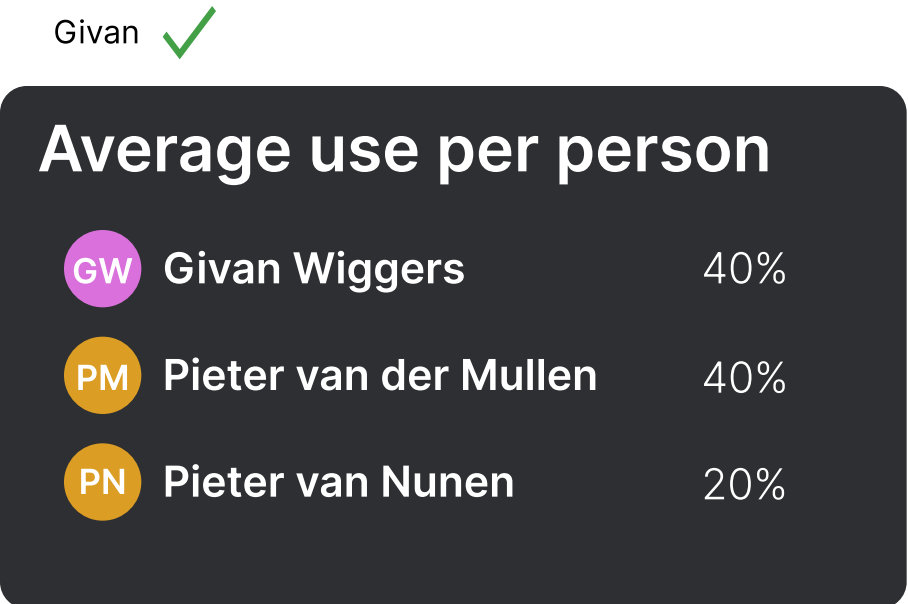 Givan
Average use per person
GW Givan Wiggers 40%
PM Pieter van der Mullen 40%
PN Pieter van Nunen 20%